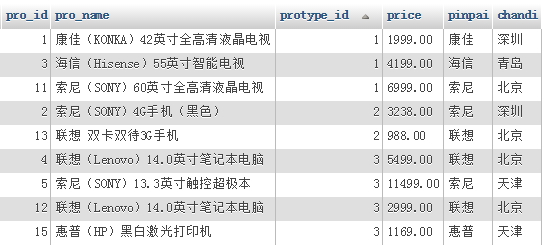 pro_id pro_name protype_id price pinpai chandi
1 康佳（KONKA）42英寸全高清液晶电视 1 1999.00 康佳 深圳
3 海信（Hisense）55英寸智能电视 1 4199.00 海信 青岛
11 索尼（SONY）60英寸全高清液晶电视 1 6999.00 索尼 北京
2 索尼（SONY）4G手机（黑色） 2 3238.00 索尼 深圳
13 联想 双卡双待3G手机 2 988.00 联想 北京
4 联想（Lenovo）14.0英寸笔记本电脑 3 5499.00 联想 北京
5 索尼（SONY）13.3英寸触控超极本 3 11499.00 索尼 天津
12 联想（Lenovo）14.0英寸笔记本电脑 3 2999.00 联想 北京
15 惠普（HP）黑白激光打印机 3 1169.00 惠普 天津